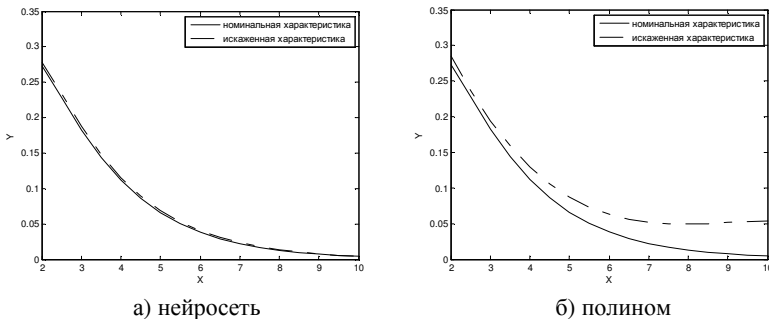 0.35
0.3
0.25
0.2
0.15
0.1
0.05
0
Y
номинальная характеристика
искаженная характеристика
2 3 4 5 6 7 8 9 10
X
а) нейросеть
0.35
0.3
0.25
0.2
0.15
0.1
0.05
0
Y
номинальная характеристика
искаженная характеристика
2 3 4 5 6 7 8 9 10
X
б) полином